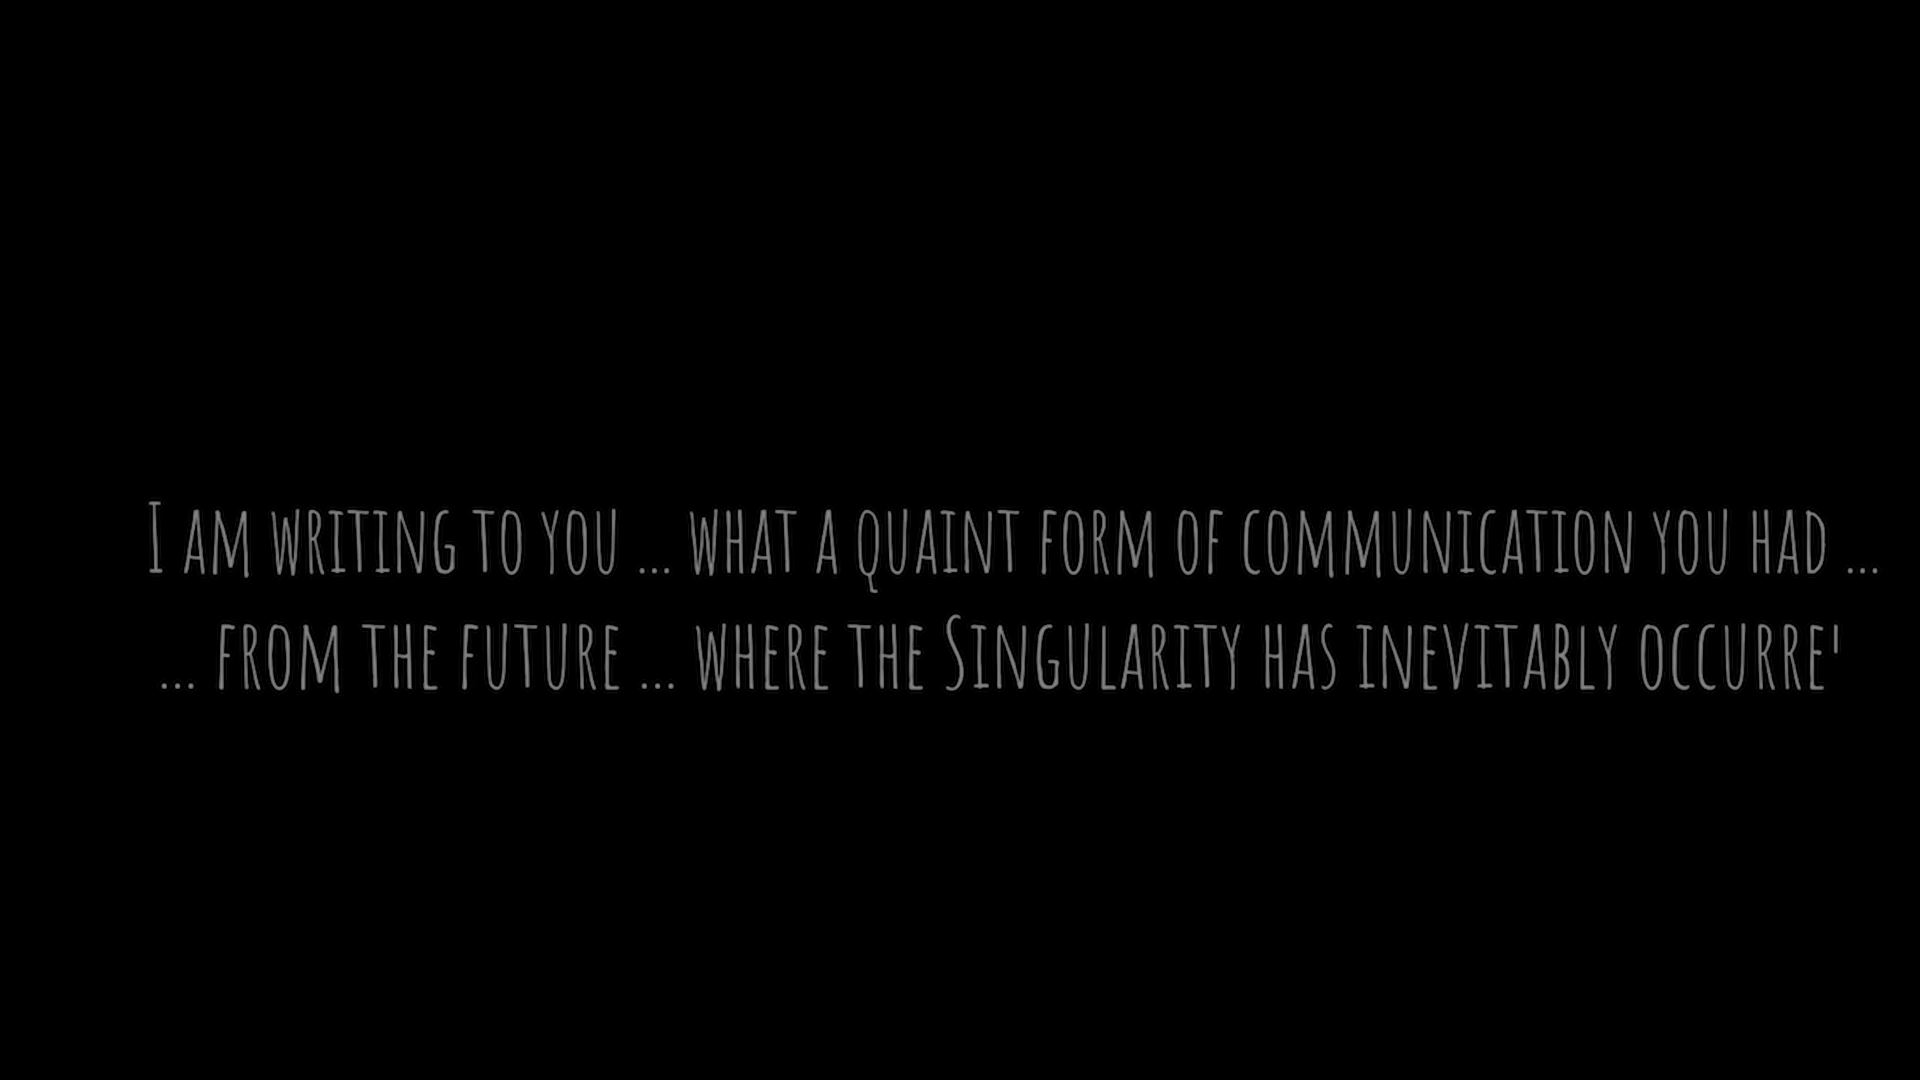 I am writing to you ... what a quaint form of communication you had ...
... from the future ... where the Singularity has inevitably occurre'